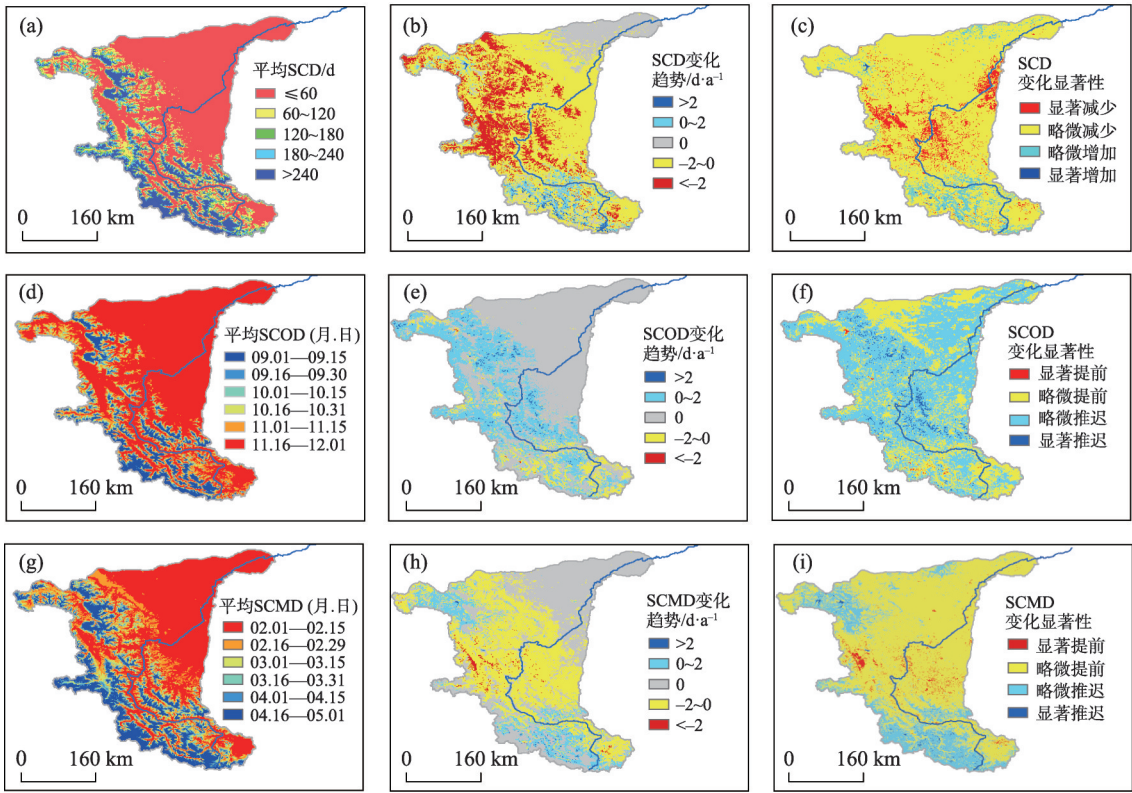 (a)
平均SCD/d
≤60
60~120
120~180
180~240
>240
0 160 km
(b)
SCD变化
趋势/d·a⁻¹
>2
0~2
0
−2~0
<−2
0 160 km
(c)
SCD
变化显著性
显著减少
略微减少
略微增加
显著增加
0 160 km
(d)
平均SCOD (月.日)
09.01—09.15
09.16—09.30
10.01—10.15
10.16—10.31
11.01—11.15
11.16—12.01
0 160 km
(e)
SCOD变化
趋势/d·a⁻¹
>2
0~2
0
−2~0
<−2
0 160 km
(f)
SCOD
变化显著性
显著提前
略微提前
略微推迟
显著推迟
0 160 km
(g)
平均SCMD (月.日)
02.01—02.15
02.16—02.29
03.01—03.15
03.16—03.31
04.01—04.15
04.16—05.01
0 160 km
(h)
SCMD变化
趋势/d·a⁻¹
>2
0~2
0
−2~0
<−2
0 160 km
(i)
SCMD
变化显著性
显著提前
略微提前
略微推迟
显著推迟
0 160 km